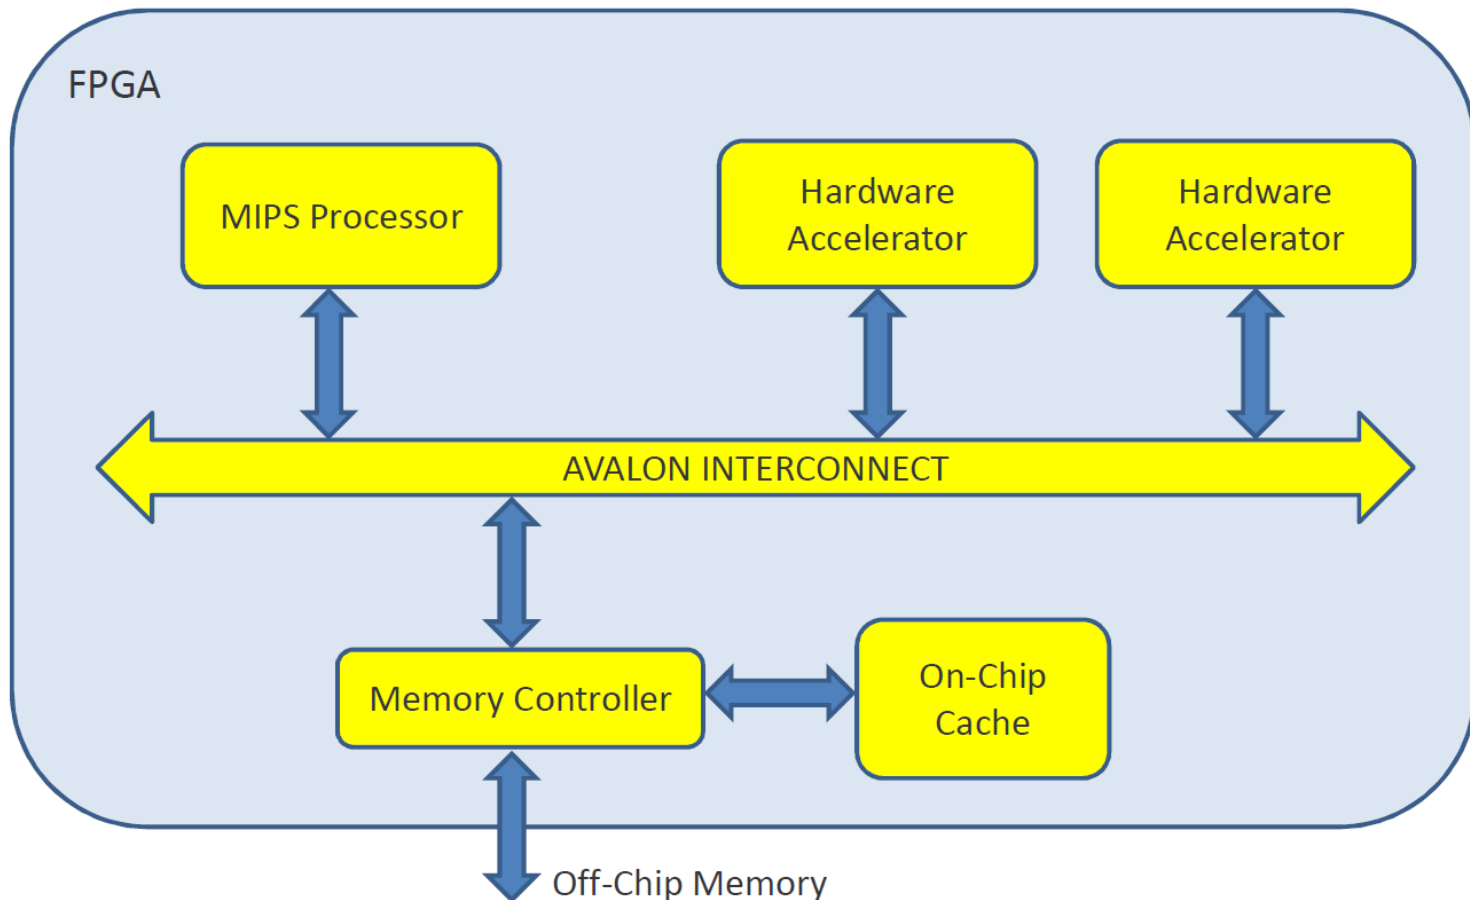 FPGA
MIPS Processor
Hardware
Accelerator
Hardware
Accelerator
AVALON INTERCONNECT
Memory Controller
On-Chip
Cache
Off-Chip Memory